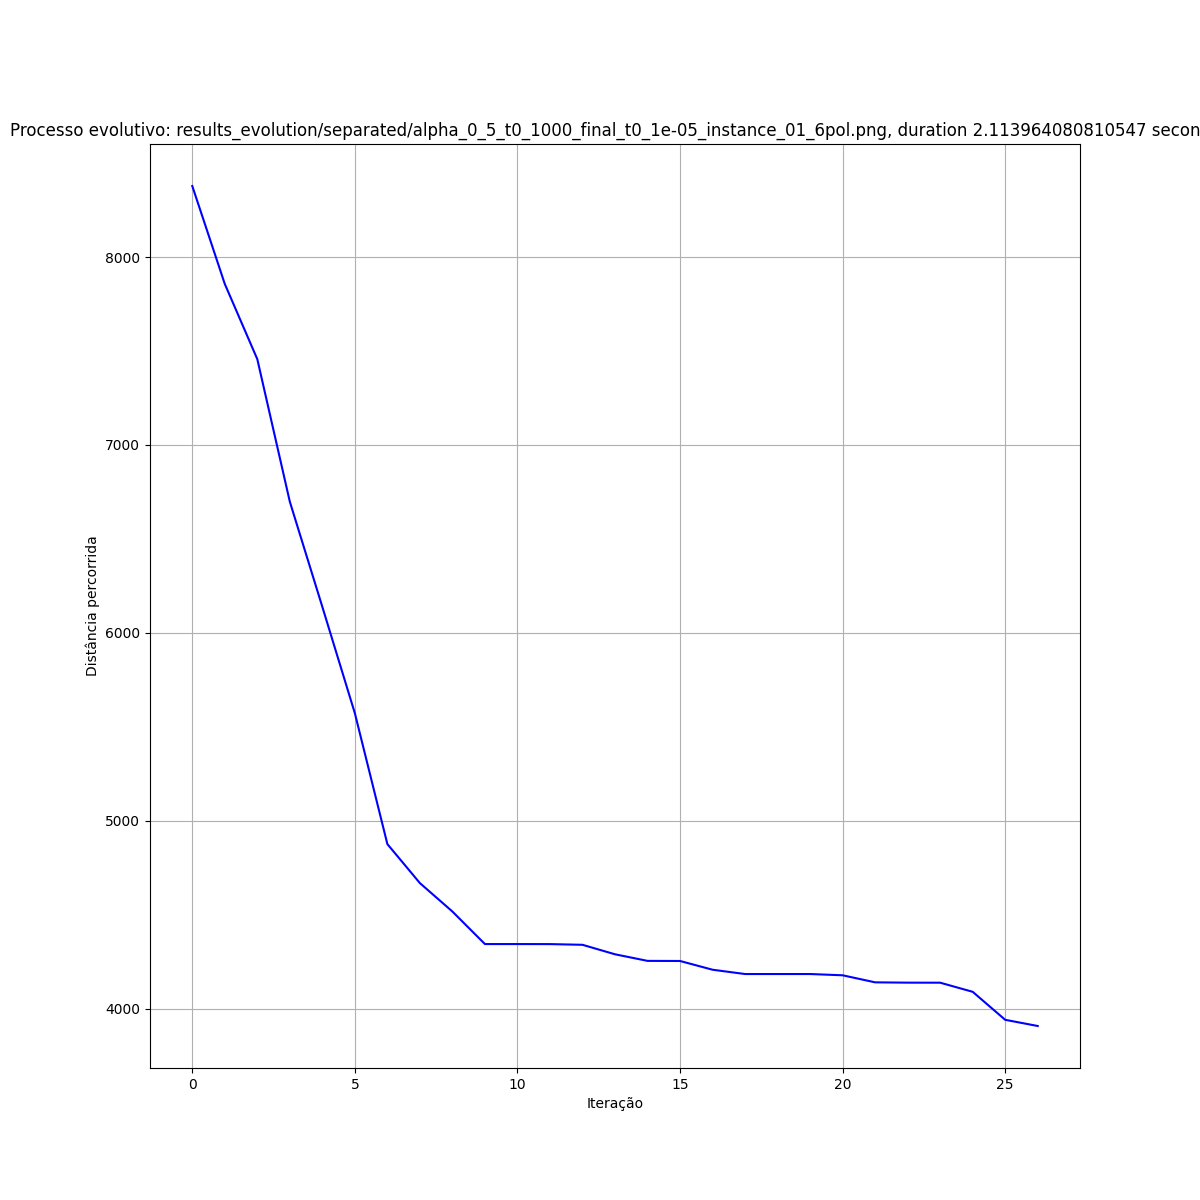 Processo evolutivo: results_evolution/separated/alpha_0_5_t0_1000_final_t0_1e-05_instance_01_6pol.png, duration 2.113964080810547 secon
8000
7000
6000
5000
4000
Distância percorrida
0 5 10 15 20 25
Iteração